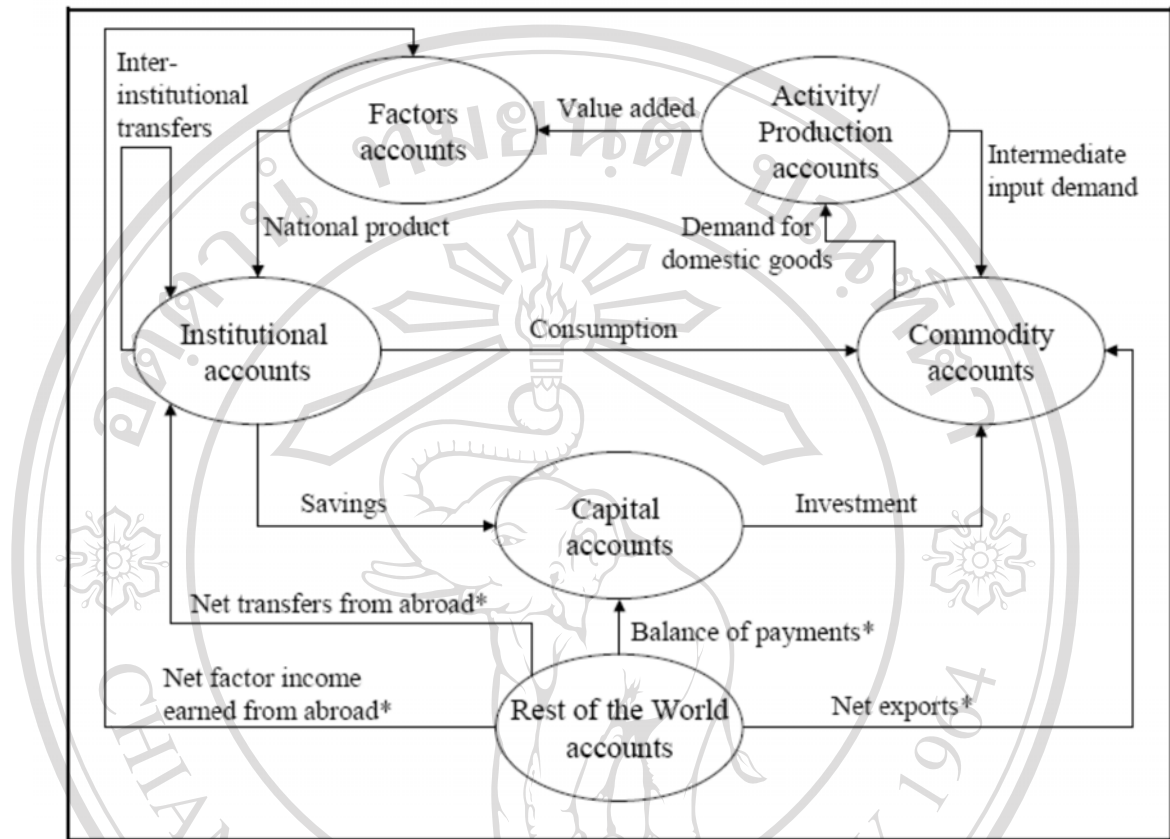 Inter-
institutional
transfers
Factors
accounts
Value added
Activity/
Production
accounts
Intermediate
input demand
National product
Demand for
domestic goods
Institutional
accounts
Consumption
Commodity
accounts
Savings
Capital
accounts
Investment
Net transfers from abroad*
Balance of payments*
Net factor income
earned from abroad*
Rest of the World
accounts
Net exports*
1964